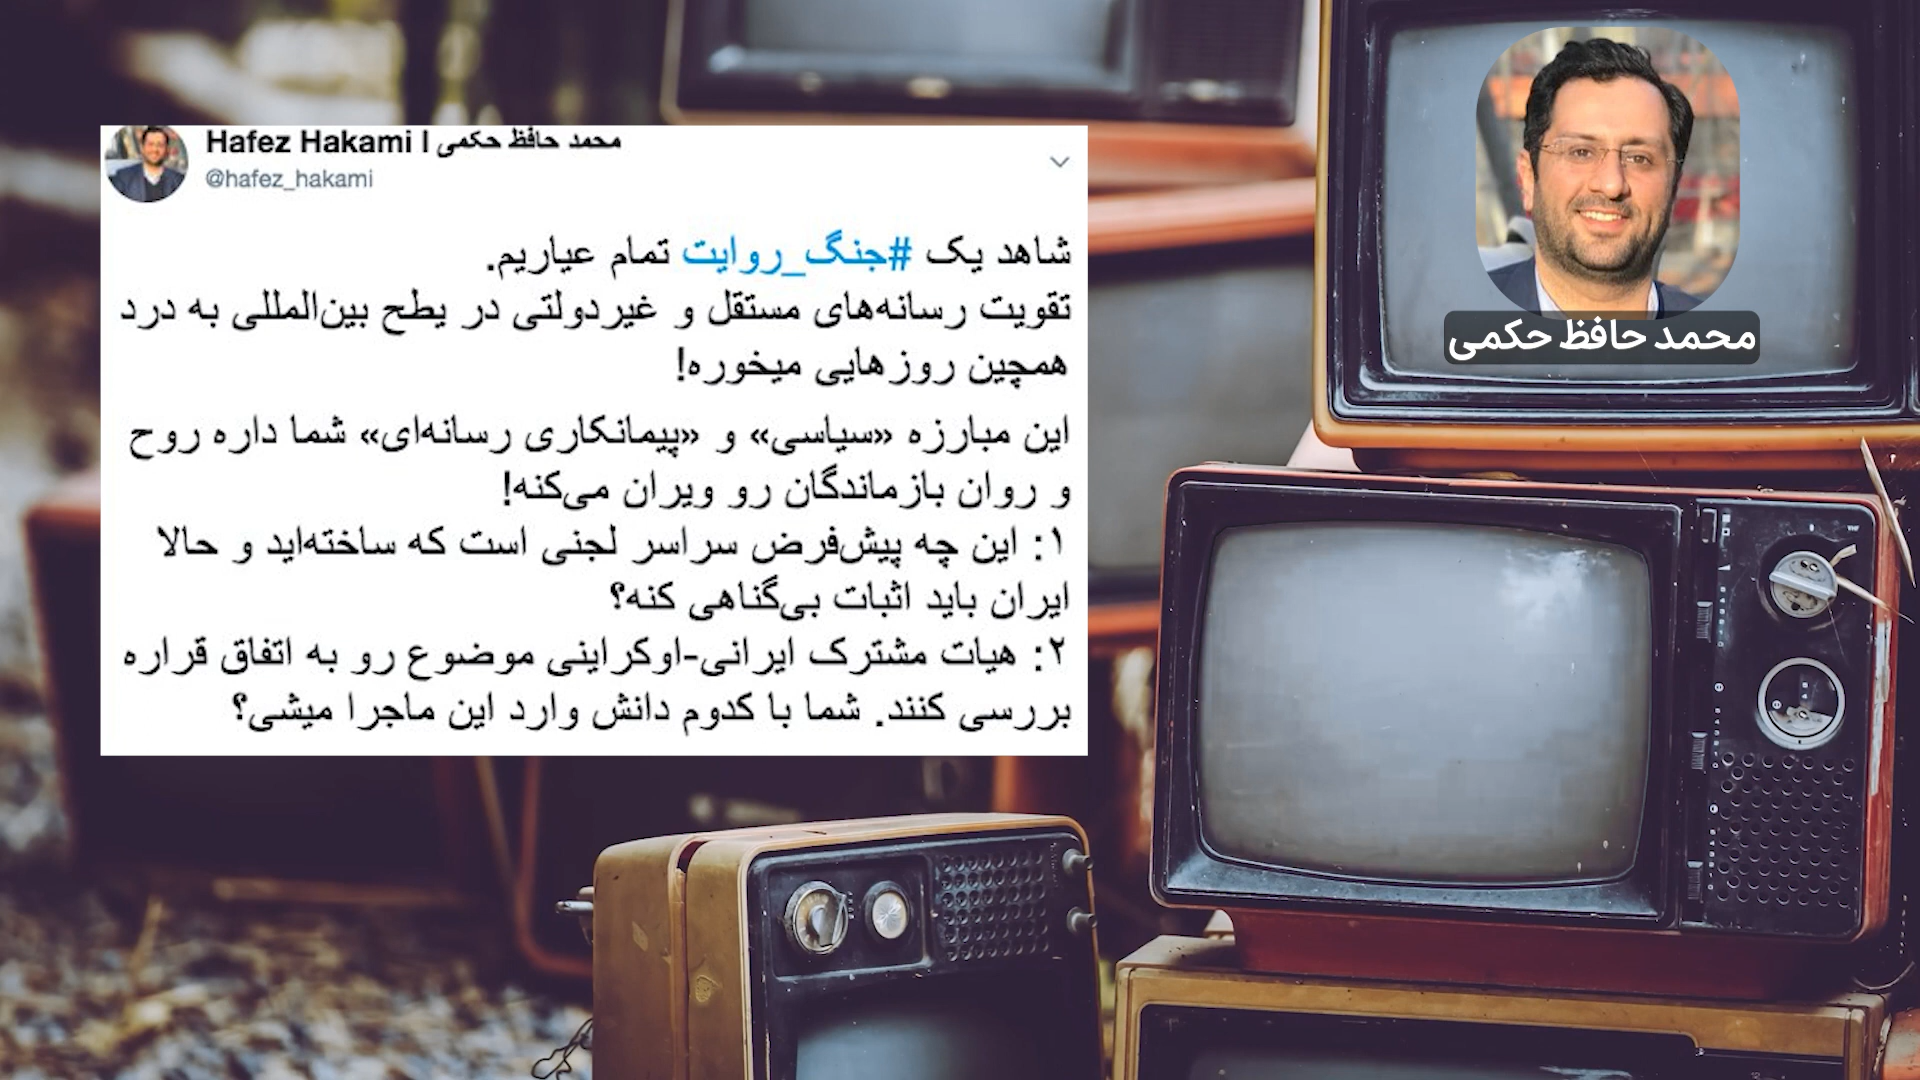 Hafez Hakami | محمد حافظ حکمی
@hafez_hakami
شاهد یک #جنگ_روایت تمام عیاریم.
تقویت رسانه‌های مستقل و غیردولتی در یطح بین‌المللی به درد
همچین روزهایی میخوره!
این مبارزه «سیاسی» و «پیمانکاری رسانه‌ای» شما داره روح
و روان بازماندگان رو ویران می‌کنه!
۱: این چه پیش‌فرض سراسر لجنی است که ساخته‌اید و حالا
ایران باید اثبات بی‌گناهی کنه؟
۲: هیات مشترک ایرانی-اوکراینی موضوع رو به اتفاق قراره
بررسی کنند. شما با کدوم دانش وارد این ماجرا میشی؟
محمد حافظ حکمی